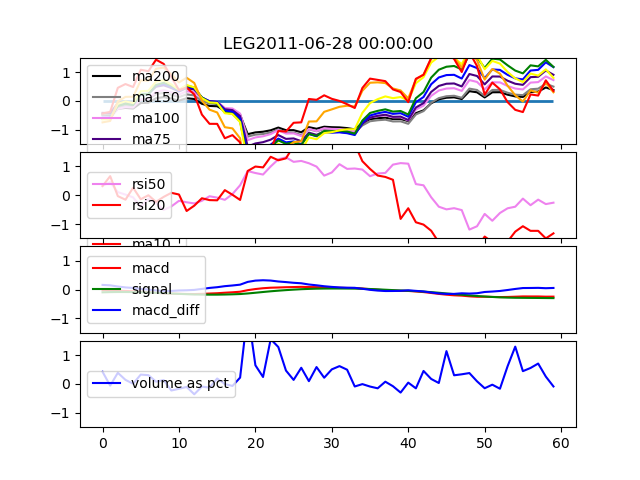 LEG2011-06-28 00:00:00
1
0
−1
ma200
ma150
ma100
ma75
1
0
−1
rsi50
rsi20
ma10
1
0
−1
macd
signal
macd_diff
1
0
−1
volume as pct
0 10 20 30 40 50 60